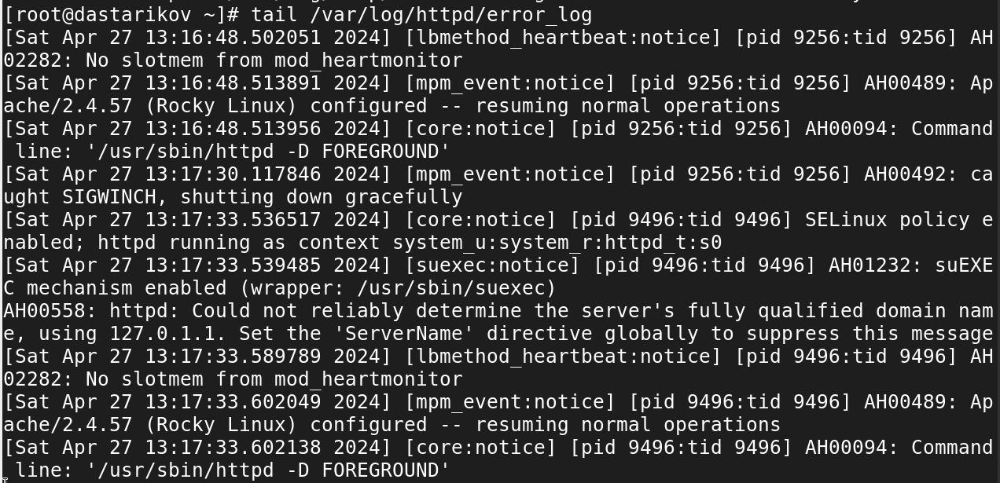 [root@dastarikov ~]# tail /var/log/httpd/error_log
[Sat Apr 27 13:16:48.502051 2024] [lbmethod_heartbeat:notice] [pid 9256:tid 9256] AH
02282: No slotmem from mod_heartmonitor
[Sat Apr 27 13:16:48.513891 2024] [mpm_event:notice] [pid 9256:tid 9256] AH00489: Ap
ache/2.4.57 (Rocky Linux) configured -- resuming normal operations
[Sat Apr 27 13:16:48.513956 2024] [core:notice] [pid 9256:tid 9256] AH00094: Command
 line: '/usr/sbin/httpd -D FOREGROUND'
[Sat Apr 27 13:17:30.117846 2024] [mpm_event:notice] [pid 9256:tid 9256] AH00492: ca
ught SIGWINCH, shutting down gracefully
[Sat Apr 27 13:17:33.536517 2024] [core:notice] [pid 9496:tid 9496] SELinux policy e
nabled; httpd running as context system_u:system_r:httpd_t:s0
[Sat Apr 27 13:17:33.539485 2024] [suexec:notice] [pid 9496:tid 9496] AH01232: suEXE
C mechanism enabled (wrapper: /usr/sbin/suexec)
AH00558: httpd: Could not reliably determine the server's fully qualified domain nam
e, using 127.0.1.1. Set the 'ServerName' directive globally to suppress this message
[Sat Apr 27 13:17:33.589789 2024] [lbmethod_heartbeat:notice] [pid 9496:tid 9496] AH
02282: No slotmem from mod_heartmonitor
[Sat Apr 27 13:17:33.602049 2024] [mpm_event:notice] [pid 9496:tid 9496] AH00489: Ap
ache/2.4.57 (Rocky Linux) configured -- resuming normal operations
[Sat Apr 27 13:17:33.602138 2024] [core:notice] [pid 9496:tid 9496] AH00094: Command
 line: '/usr/sbin/httpd -D FOREGROUND'